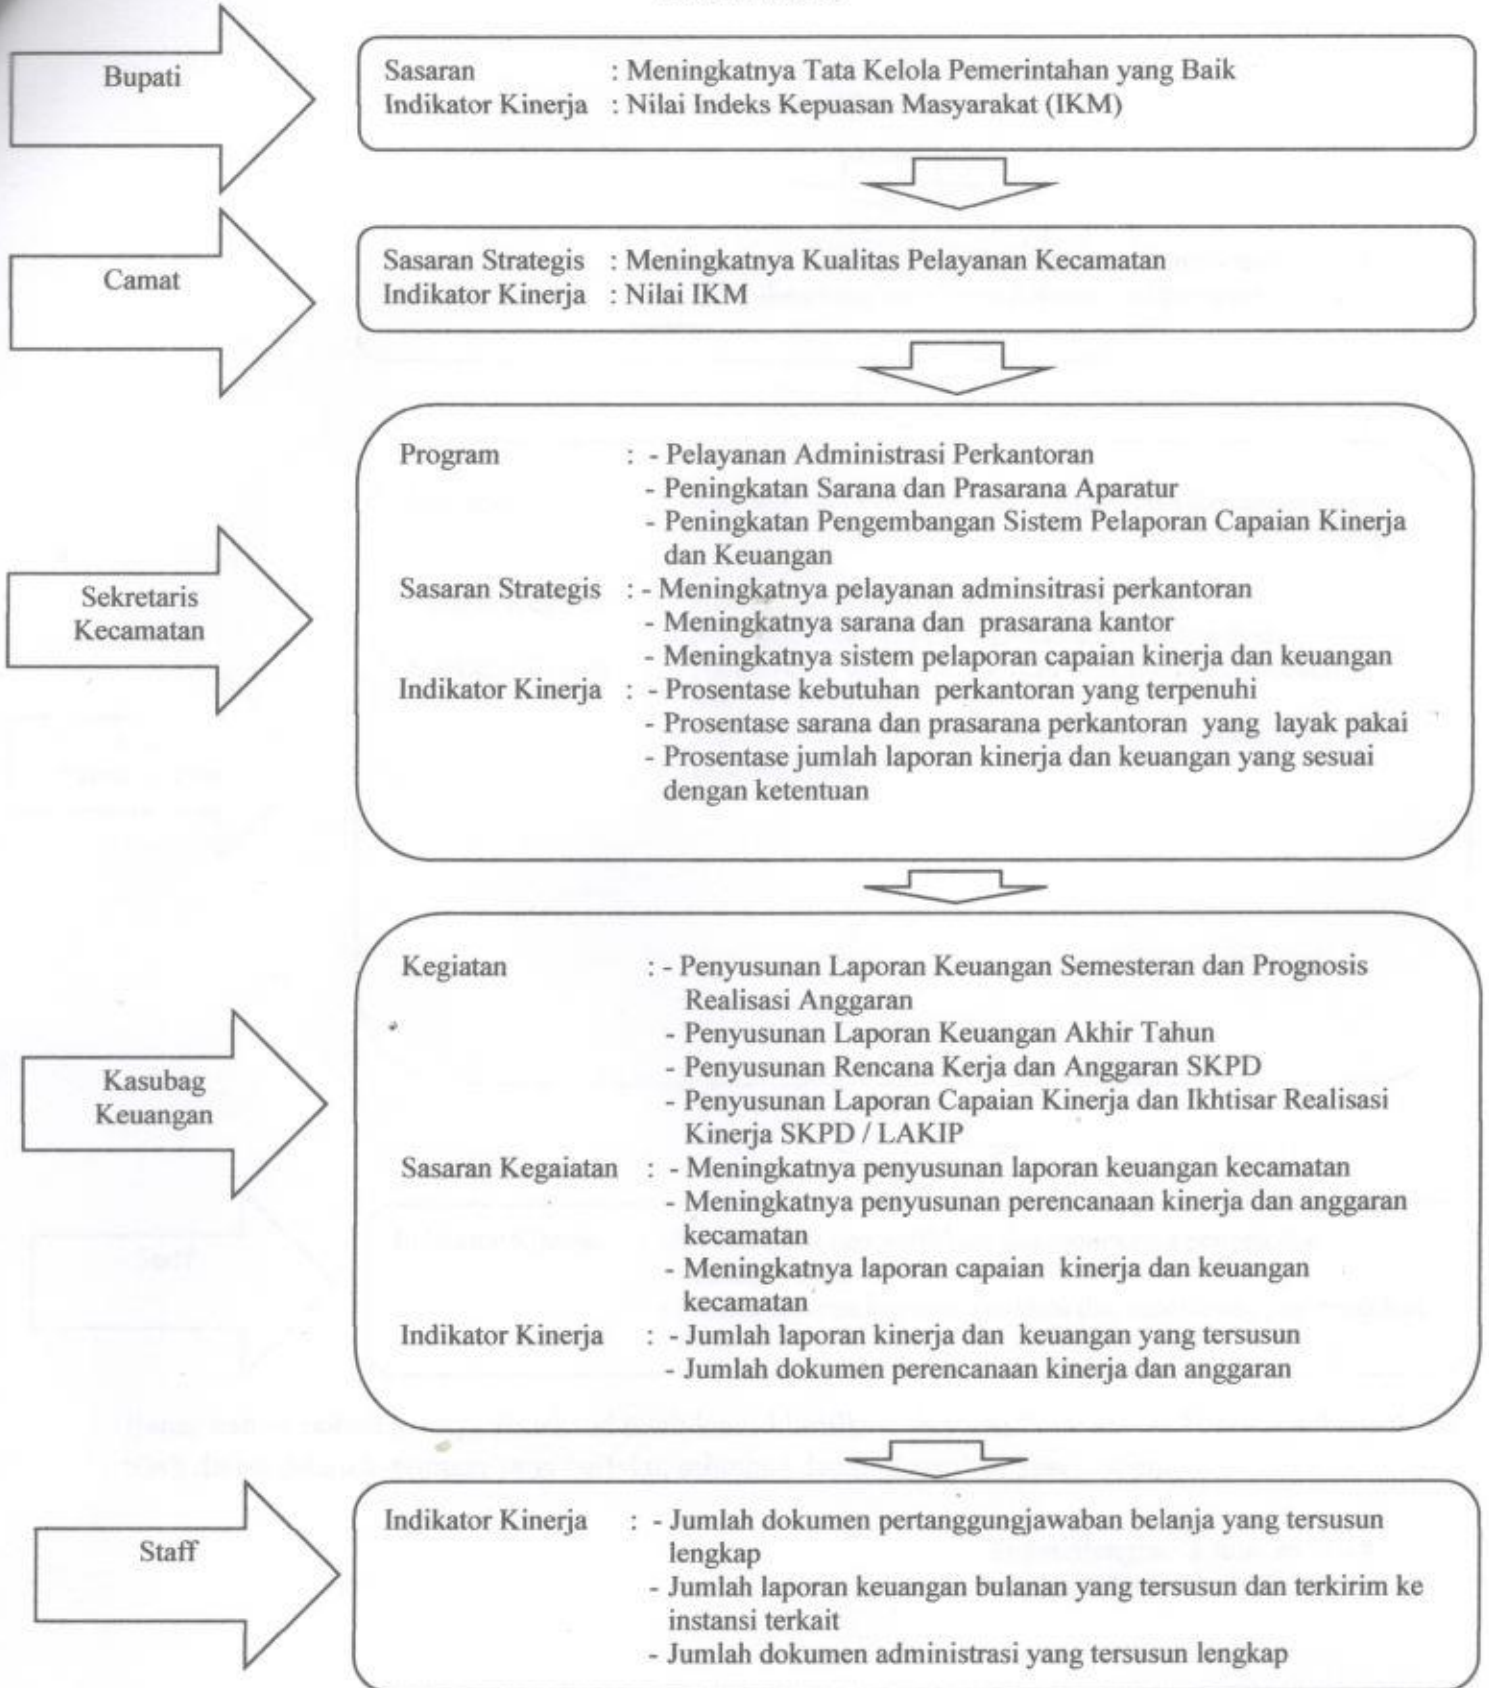 Bupati
Sasaran : Meningkatnya Tata Kelola Pemerintahan yang Baik
Indikator Kinerja : Nilai Indeks Kepuasan Masyarakat (IKM)
Camat
Sasaran Strategis : Meningkatnya Kualitas Pelayanan Kecamatan
Indikator Kinerja : Nilai IKM
Sekretaris
Kecamatan
Program : - Pelayanan Administrasi Perkantoran
- Peningkatan Sarana dan Prasarana Aparatur
- Peningkatan Pengembangan Sistem Pelaporan Capaian Kinerja
dan Keuangan
Sasaran Strategis : - Meningkatnya pelayanan adminsitrasi perkantoran
- Meningkatnya sarana dan prasarana kantor
- Meningkatnya sistem pelaporan capaian kinerja dan keuangan
Indikator Kinerja : - Prosentase kebutuhan perkantoran yang terpenuhi
- Prosentase sarana dan prasarana perkantoran yang layak pakai
- Prosentase jumlah laporan kinerja dan keuangan yang sesuai
dengan ketentuan
Kasubag
Keuangan
Kegiatan : - Penyusunan Laporan Keuangan Semesteran dan Prognosis
Realisasi Anggaran
- Penyusunan Laporan Keuangan Akhir Tahun
- Penyusunan Rencana Kerja dan Anggaran SKPD
- Penyusunan Laporan Capaian Kinerja dan Ikhtisar Realisasi
Kinerja SKPD / LAKIP
Sasaran Kegaiatan : - Meningkatnya penyusunan laporan keuangan kecamatan
- Meningkatnya penyusunan perencanaan kinerja dan anggaran
kecamatan
- Meningkatnya laporan capaian kinerja dan keuangan
kecamatan
Indikator Kinerja : - Jumlah laporan kinerja dan keuangan yang tersusun
- Jumlah dokumen perencanaan kinerja dan anggaran
Staff
Indikator Kinerja : - Jumlah dokumen pertanggungjawaban belanja yang tersusun
lengkap
- Jumlah laporan keuangan bulanan yang tersusun dan terkirim ke
instansi terkait
- Jumlah dokumen administrasi yang tersusun lengkap